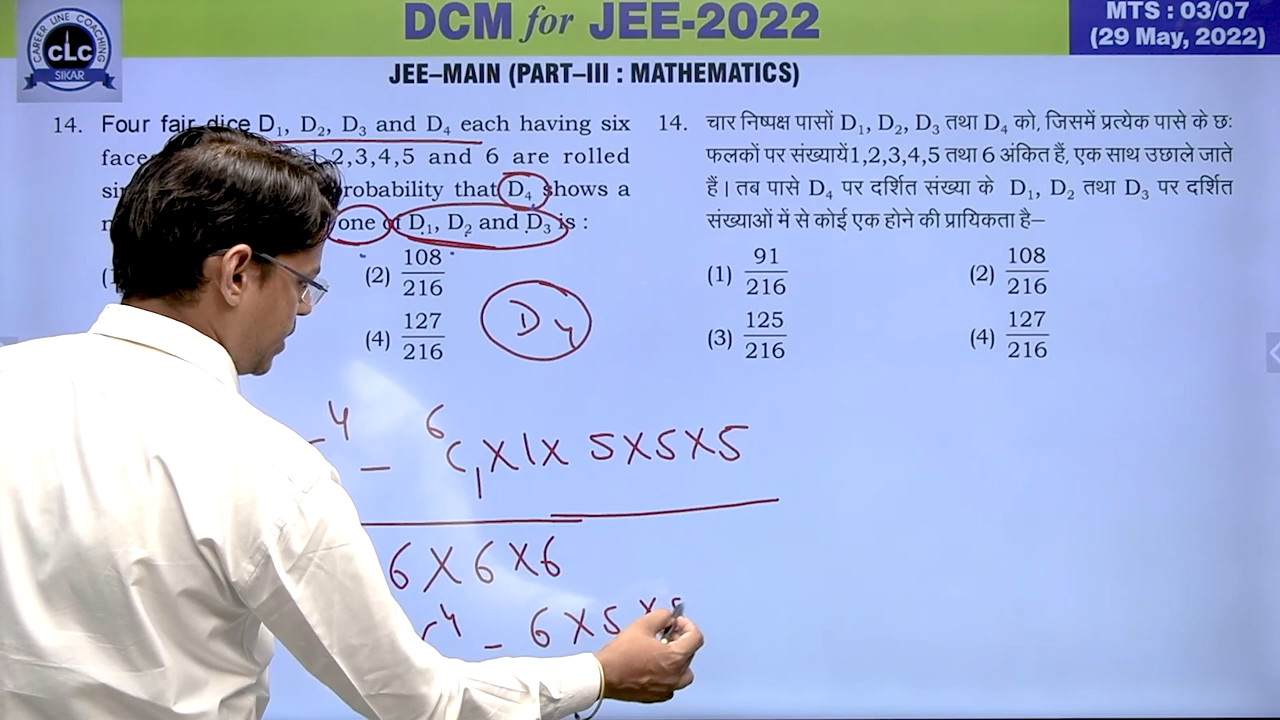 CAREER LINE COACHING
CLC
SIKAR
DCM for JEE-2022
MTS : 03/07
(29 May, 2022)
JEE–MAIN (PART–III : MATHEMATICS)
14. Four fair dice D₁, D₂, D₃ and D₄ each having six
face 1,2,3,4,5 and 6 are rolled
si robability that D₄ shows a
n one of D₁, D₂ and D₃ is :
(2) 108/216
(4) 127/216
14. चार निष्पक्ष पासों D₁, D₂, D₃ तथा D₄ को, जिसमें प्रत्येक पासे के छः
फलकों पर संख्यायें 1,2,3,4,5 तथा 6 अंकित हैं, एक साथ उछाले जाते
हैं। तब पासे D₄ पर दर्शित संख्या के D₁, D₂ तथा D₃ पर दर्शित
संख्याओं में से कोई एक होने की प्रायिकता है–
(1) 91/216 (2) 108/216
(3) 125/216 (4) 127/216
D₄
⁴ – ⁶C₁×1×5×5×5
6×6×6
⁴ – 6×5×5